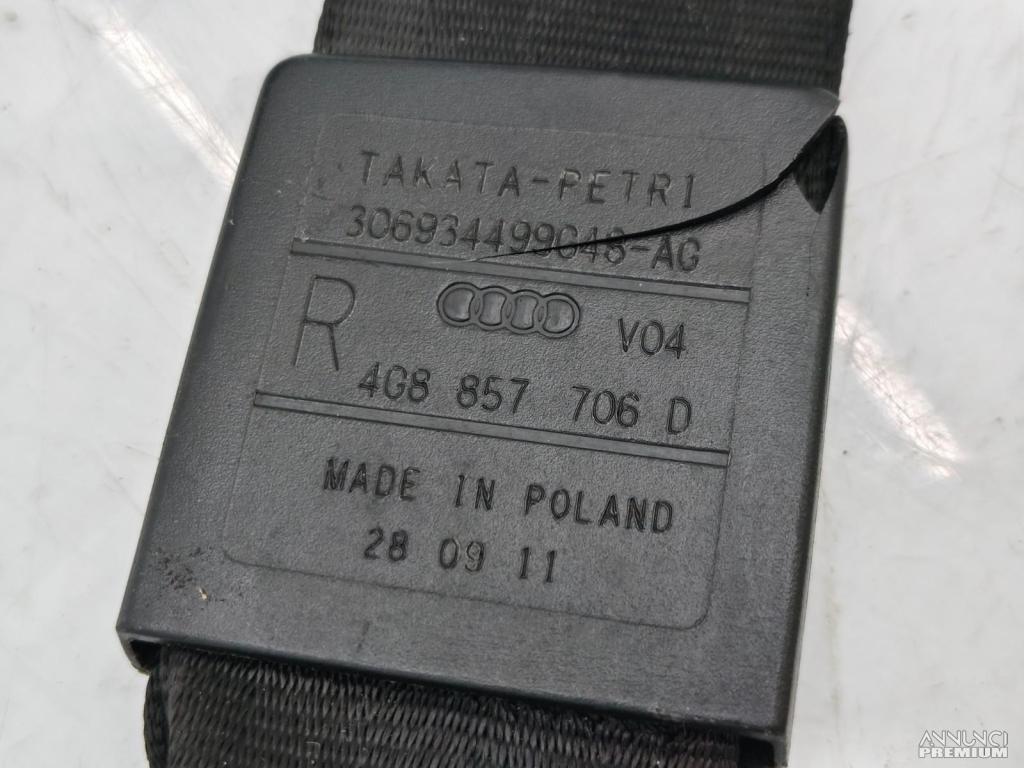 TAKATA-PETRI
306934499048-AG
R
V04
4G8 857 706 D
MADE IN POLAND
28 09 11
ANNUNCI
PREMIUM